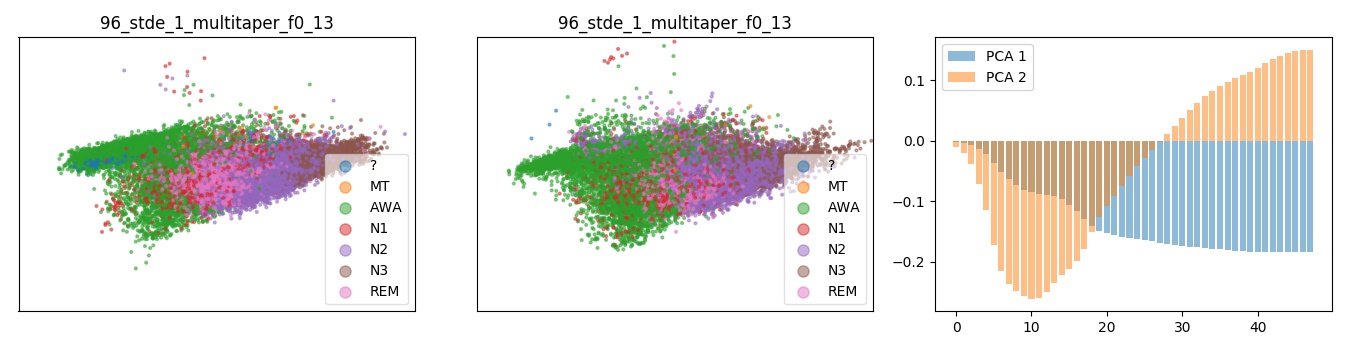 96_stde_1_multitaper_f0_13
?
MT
AWA
N1
N2
N3
REM
96_stde_1_multitaper_f0_13
?
MT
AWA
N1
N2
N3
REM
PCA 1
PCA 2
0.1
0.0
−0.1
−0.2
0 10 20 30 40